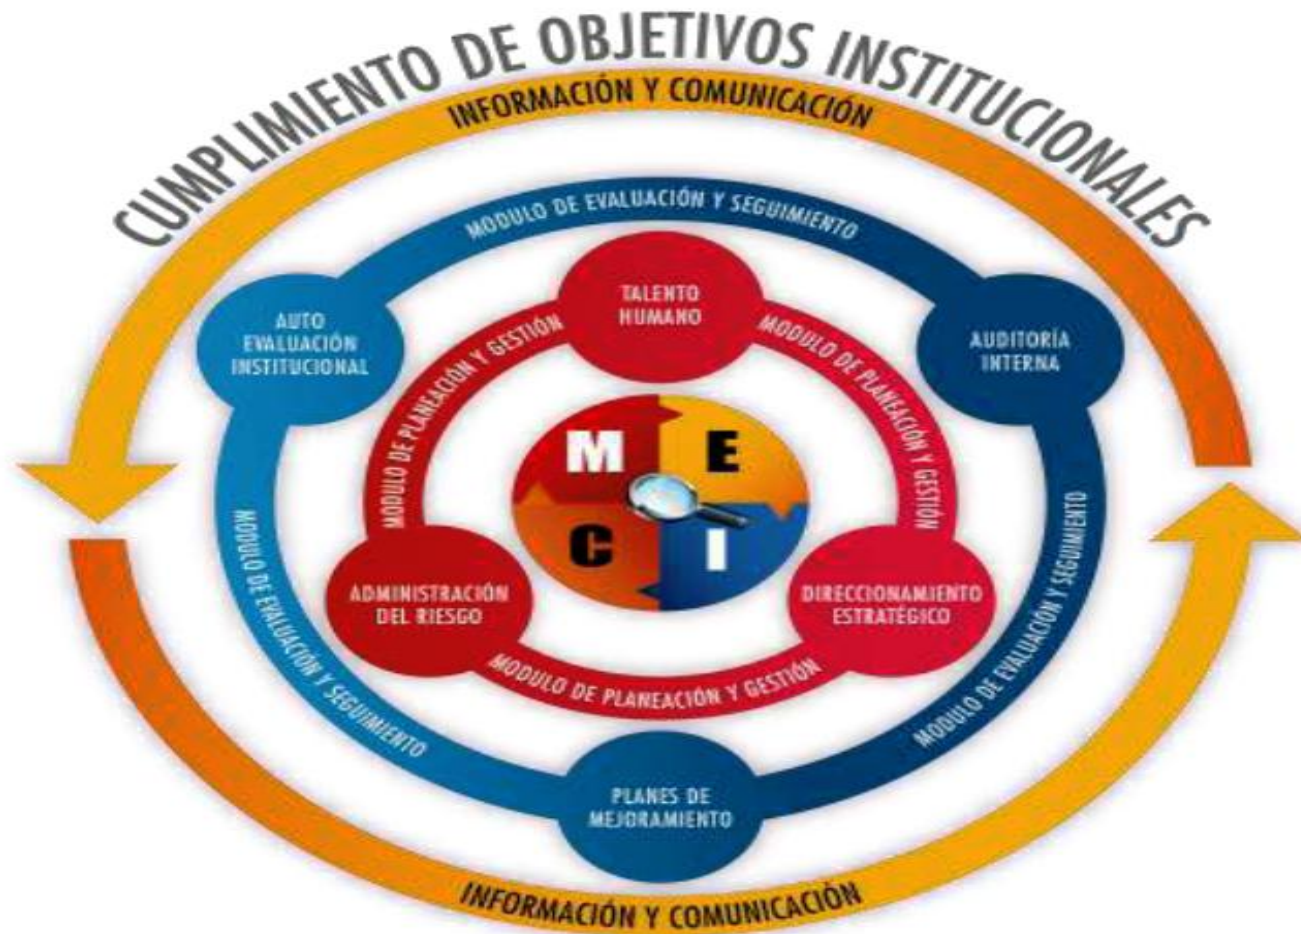 CUMPLIMIENTO DE OBJETIVOS INSTITUCIONALES
INFORMACIÓN Y COMUNICACIÓN
MODULO DE EVALUACIÓN Y SEGUIMIENTO
TALENTO
HUMANO
AUTO
EVALUACIÓN
INSTITUCIONAL
AUDITORÍA
INTERNA
MODULO DE PLANEACIÓN Y GESTIÓN
MODULO DE PLANEACIÓN Y GESTIÓN
M E
C I
ADMINISTRACIÓN
DEL RIESGO
DIRECCIONAMIENTO
ESTRATÉGICO
MODULO DE EVALUACIÓN Y SEGUIMIENTO
MODULO DE EVALUACIÓN Y SEGUIMIENTO
MODULO DE PLANEACIÓN Y GESTIÓN
PLANES DE
MEJORAMIENTO
INFORMACIÓN Y COMUNICACIÓN